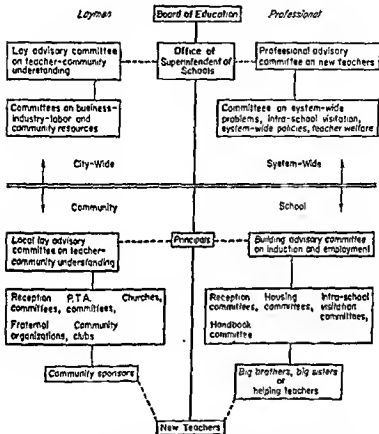 Laymen
Board of Education
Professional
Lay advisory committee
on teacher-community
understanding
Office of
Superintendent of
Schools
Professional advisory
committee on new teachers
Committees on business-
industry-labor and
community resources
Committees on system-wide
problems, intra-school visitation,
system-wide policies, teacher welfare
City-Wide
System-Wide
Community
School
Local lay advisory
committee on teacher-
community understanding
Principals
Building advisory committee
on induction and employment
Reception P.T.A. Churches,
committees, committees,
Fraternal Community
organizations, clubs
Reception Housing Intra-school
committees, committees, visitation
committees,
Handbook
committee
Community sponsors
Big brothers, big sisters
or
helping teachers
New Teachers